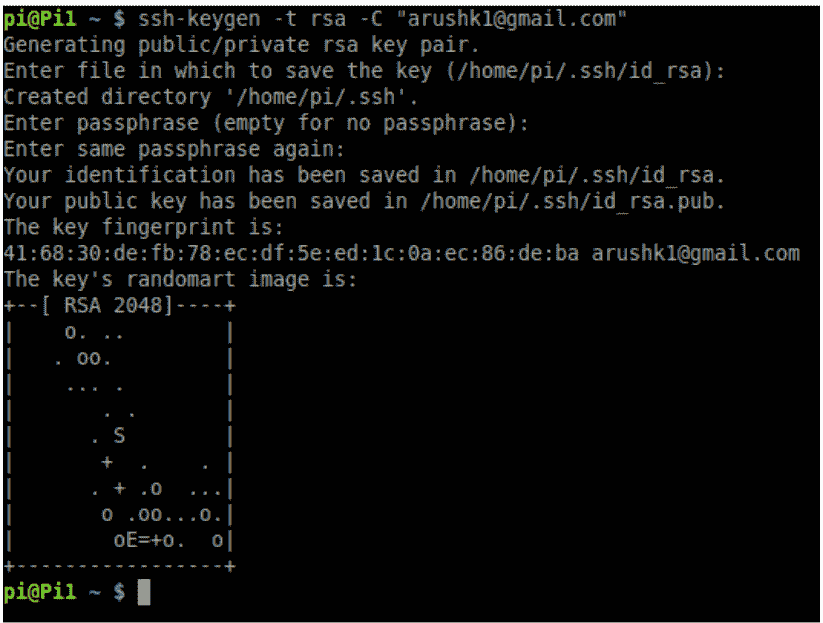 pi@Pi1 ~ $ ssh-keygen -t rsa -C "arushk1@gmail.com"
Generating public/private rsa key pair.
Enter file in which to save the key (/home/pi/.ssh/id_rsa):
Created directory '/home/pi/.ssh'.
Enter passphrase (empty for no passphrase):
Enter same passphrase again:
Your identification has been saved in /home/pi/.ssh/id_rsa.
Your public key has been saved in /home/pi/.ssh/id_rsa.pub.
The key fingerprint is:
41:68:30:de:fb:78:ec:df:5e:ed:1c:0a:ec:86:de:ba arushk1@gmail.com
The key's randomart image is:
+--[ RSA 2048]----+
|    o. ..        |
|   . oo.         |
|    ... .        |
|       . .       |
|      . S        |
|       +  .    . |
|      . + .o  ...|
|       o .oo...o.|
|        oE=+o.  o|
+-----------------+
pi@Pi1 ~ $